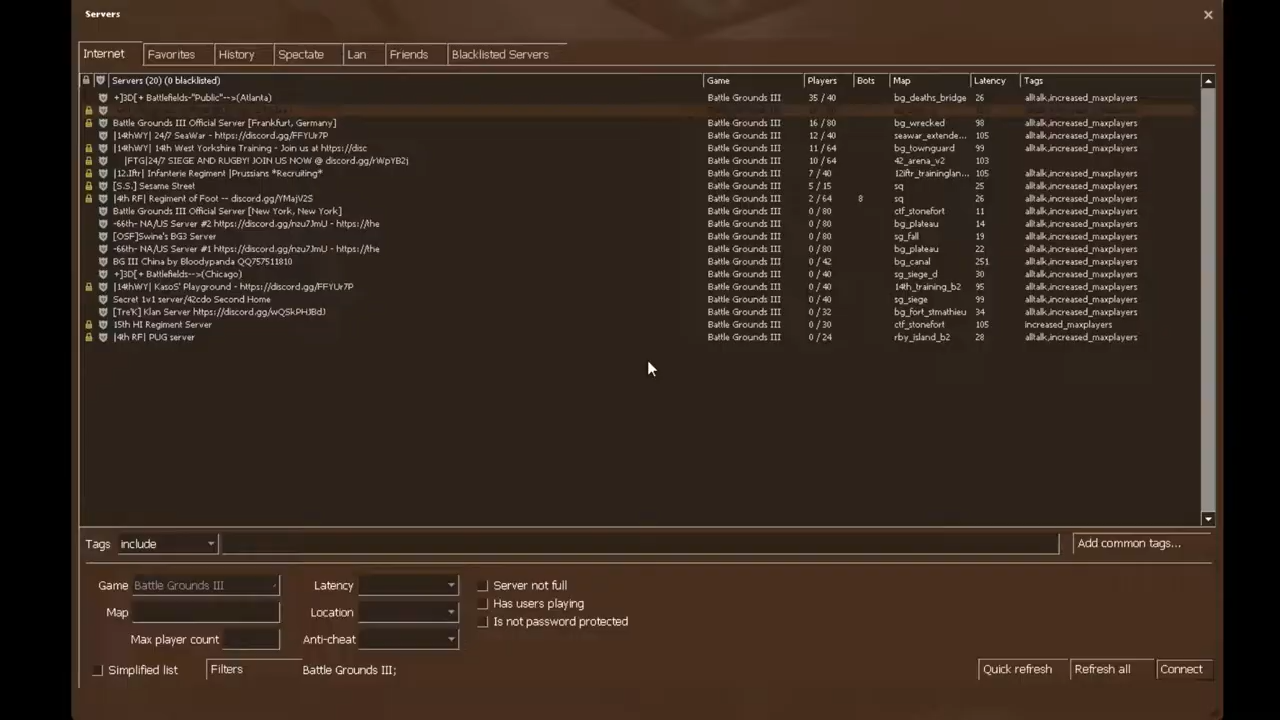 Servers
Internet Favorites History Spectate Lan Friends Blacklisted Servers
Servers (20) (0 blacklisted) Game Players Bots Map Latency Tags
+]3D[+ Battlefields-"Public"-->(Atlanta) Battle Grounds III 35 / 40 bg_deaths_bridge 26 alltalk,increased_maxplayers
Battle Grounds III Official Server [Frankfurt, Germany] Battle Grounds III 16 / 80 bg_wrecked 98 alltalk,increased_maxplayers
|14thWY| 24/7 SeaWar - https://discord.gg/FFYUr7P Battle Grounds III 12 / 40 seawar_extende... 105 alltalk,increased_maxplayers
|14thWY| 14th West Yorkshire Training - Join us at https://disc Battle Grounds III 11 / 64 bg_townguard 99 alltalk,increased_maxplayers
|FTG|24/7 SIEGE AND RUGBY! JOIN US NOW @ discord.gg/rWpYB2j Battle Grounds III 10 / 64 42_arena_v2 103
|12.Iftr| Infanterie Regiment |Prussians *Recruiting* Battle Grounds III 7 / 40 12iftr_traininglan... 105 alltalk,increased_maxplayers
[S.S.] Sesame Street Battle Grounds III 5 / 15 sq 25 alltalk,increased_maxplayers
|4th RF| Regiment of Foot -- discord.gg/YMajV2S Battle Grounds III 2 / 64 8 sq 26 alltalk,increased_maxplayers
Battle Grounds III Official Server [New York, New York] Battle Grounds III 0 / 80 ctf_stonefort 11 alltalk,increased_maxplayers
-66th- NA/US Server #2 https://discord.gg/nzu7JmU - https://the Battle Grounds III 0 / 80 bg_plateau 14 alltalk,increased_maxplayers
[OSF]Swine's BG3 Server Battle Grounds III 0 / 80 sg_fall 19 alltalk,increased_maxplayers
-66th- NA/US Server #1 https://discord.gg/nzu7JmU - https://the Battle Grounds III 0 / 80 bg_plateau 22 alltalk,increased_maxplayers
BG III China by Bloodypanda QQ757511810 Battle Grounds III 0 / 42 bg_canal 251 alltalk,increased_maxplayers
+]3D[+ Battlefields-->(Chicago) Battle Grounds III 0 / 40 sg_siege_d 30 alltalk,increased_maxplayers
|14thWY| KasoS' Playground - https://discord.gg/FFYUr7P Battle Grounds III 0 / 40 14th_training_b2 95 alltalk,increased_maxplayers
Secret 1v1 server/42cdo Second Home Battle Grounds III 0 / 40 sg_siege 99 alltalk,increased_maxplayers
[Tre'K] Klan Server https://discord.gg/wQSkPHJBdJ Battle Grounds III 0 / 32 bg_fort_stmathieu 34 alltalk,increased_maxplayers
15th HI Regiment Server Battle Grounds III 0 / 30 ctf_stonefort 105 increased_maxplayers
|4th RF| PUG server Battle Grounds III 0 / 24 rby_island_b2 28 alltalk,increased_maxplayers
Tags include Add common tags...
Game Battle Grounds III Latency Server not full
Map Location Has users playing
Max player count Anti-cheat Is not password protected
Simplified list Filters Battle Grounds III; Quick refresh Refresh all Connect